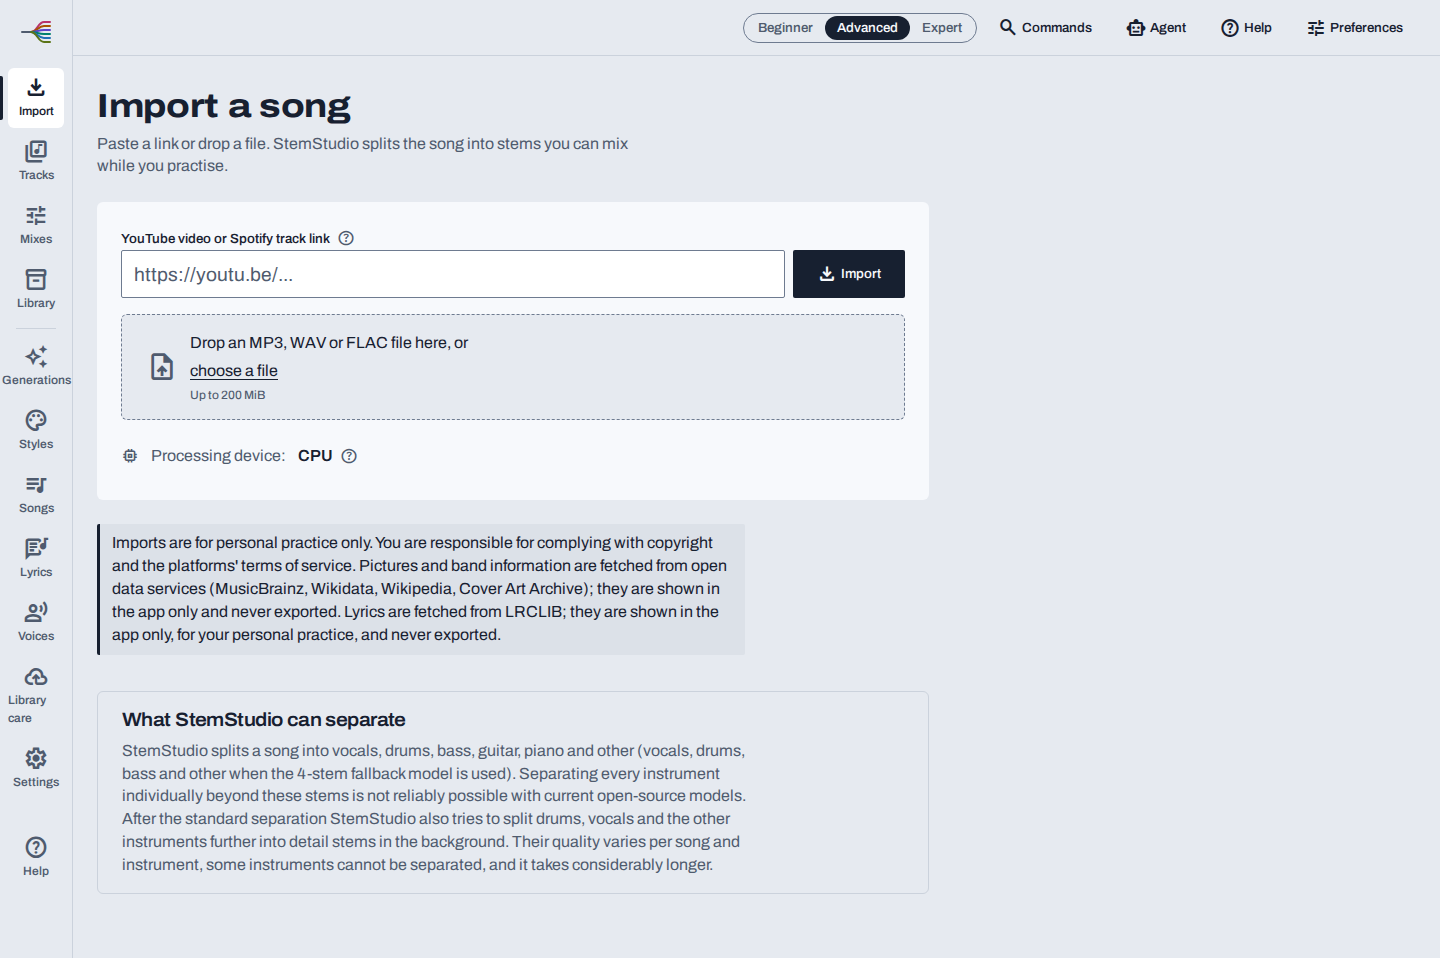 Beginner
Advanced
Expert
Commands
Agent
Help
Preferences
Import
Tracks
Mixes
Library
Generations
Styles
Songs
Lyrics
Voices
Library
care
Settings
Help
Import a song
Paste a link or drop a file. StemStudio splits the song into stems you can mix
while you practise.
YouTube video or Spotify track link
https://youtu.be/...
Import
Drop an MP3, WAV or FLAC file here, or
choose a file
Up to 200 MiB
Processing device: CPU
Imports are for personal practice only. You are responsible for complying with copyright
and the platforms' terms of service. Pictures and band information are fetched from open
data services (MusicBrainz, Wikidata, Wikipedia, Cover Art Archive); they are shown in
the app only and never exported. Lyrics are fetched from LRCLIB; they are shown in the
app only, for your personal practice, and never exported.
What StemStudio can separate
StemStudio splits a song into vocals, drums, bass, guitar, piano and other (vocals, drums,
bass and other when the 4-stem fallback model is used). Separating every instrument
individually beyond these stems is not reliably possible with current open-source models.
After the standard separation StemStudio also tries to split drums, vocals and the other
instruments further into detail stems in the background. Their quality varies per song and
instrument, some instruments cannot be separated, and it takes considerably longer.